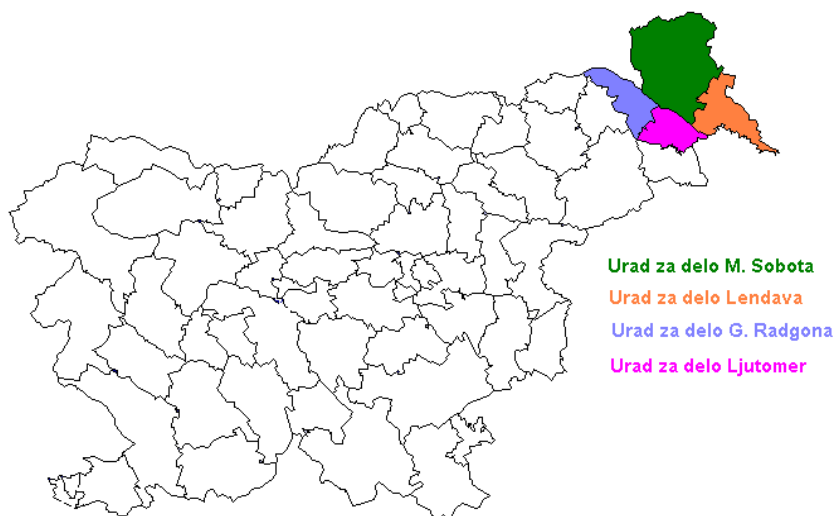 Urad za delo M. Sobota
Urad za delo Lendava
Urad za delo G. Radgona
Urad za delo Ljutomer